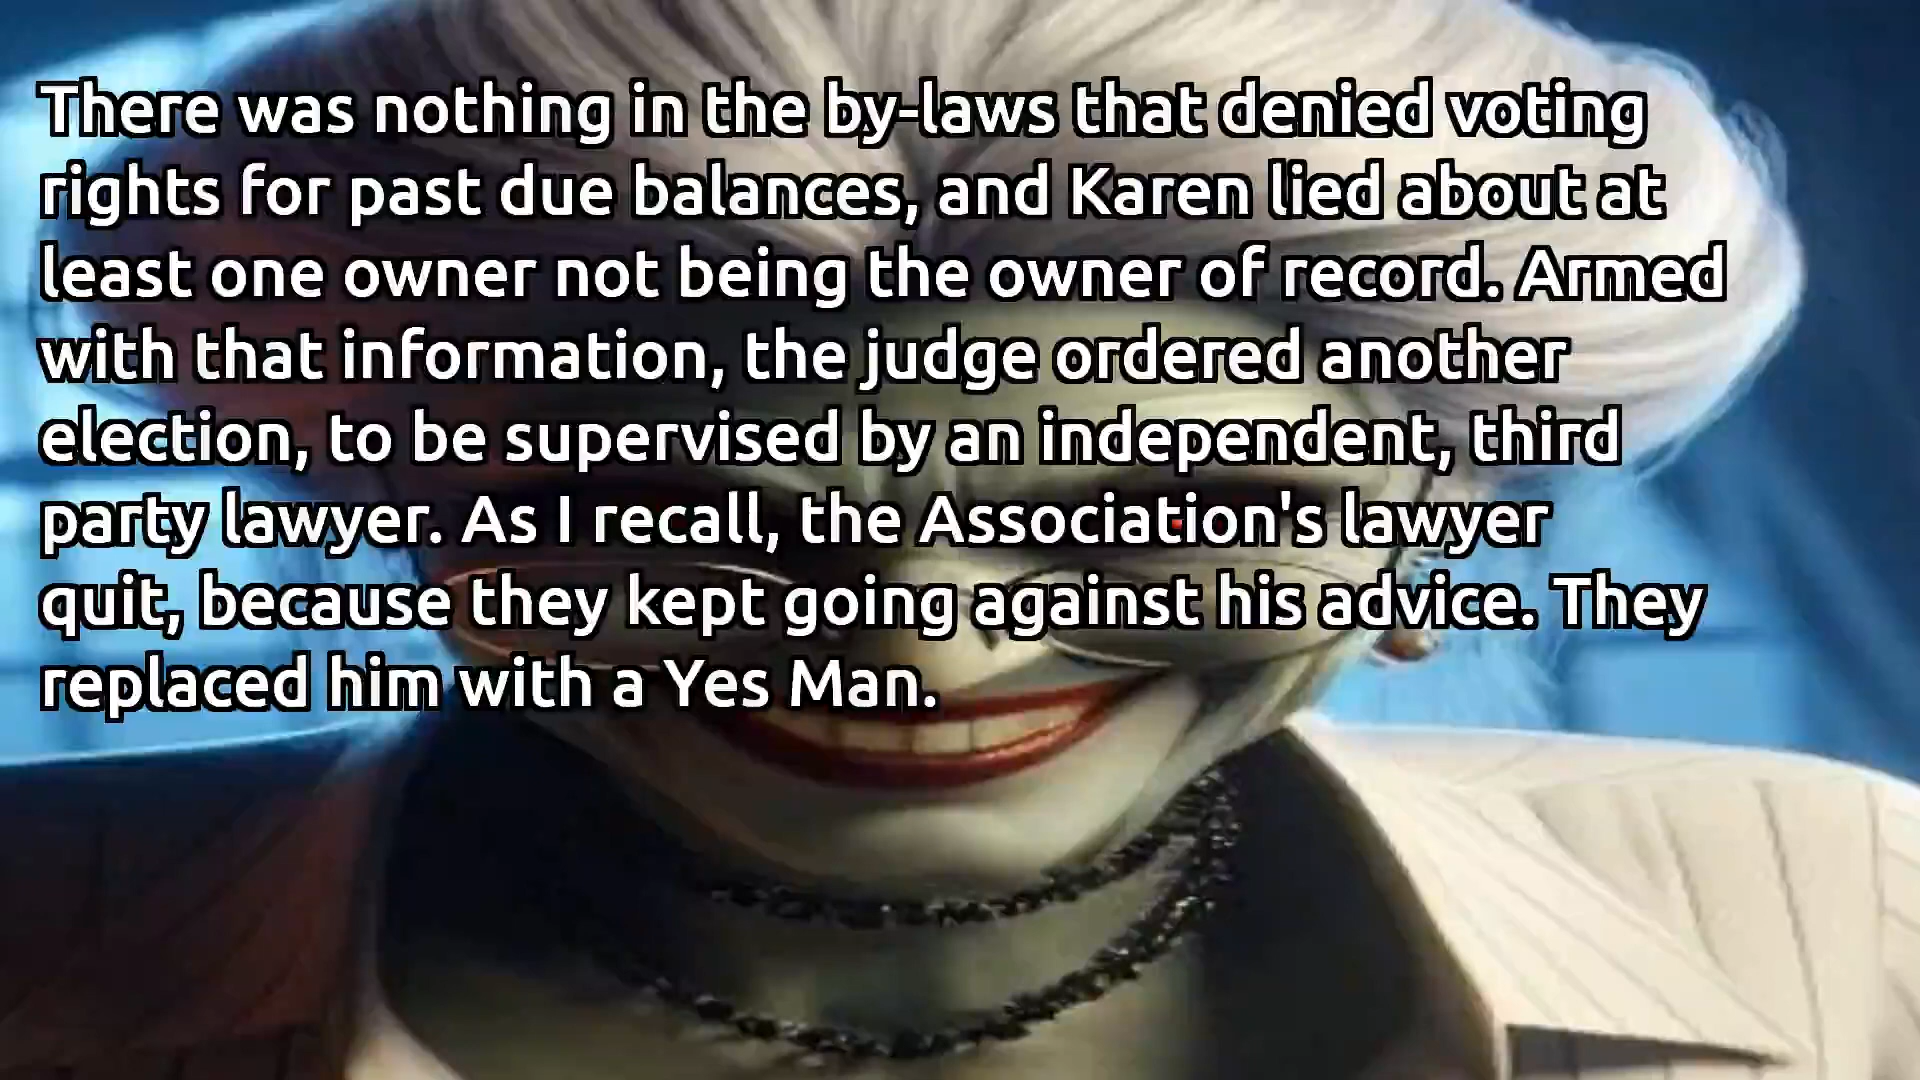 There was nothing in the by-laws that denied voting
rights for past due balances, and Karen lied about at
least one owner not being the owner of record. Armed
with that information, the judge ordered another
election, to be supervised by an independent, third
party lawyer. As I recall, the Association's lawyer
quit, because they kept going against his advice. They
replaced him with a Yes Man.